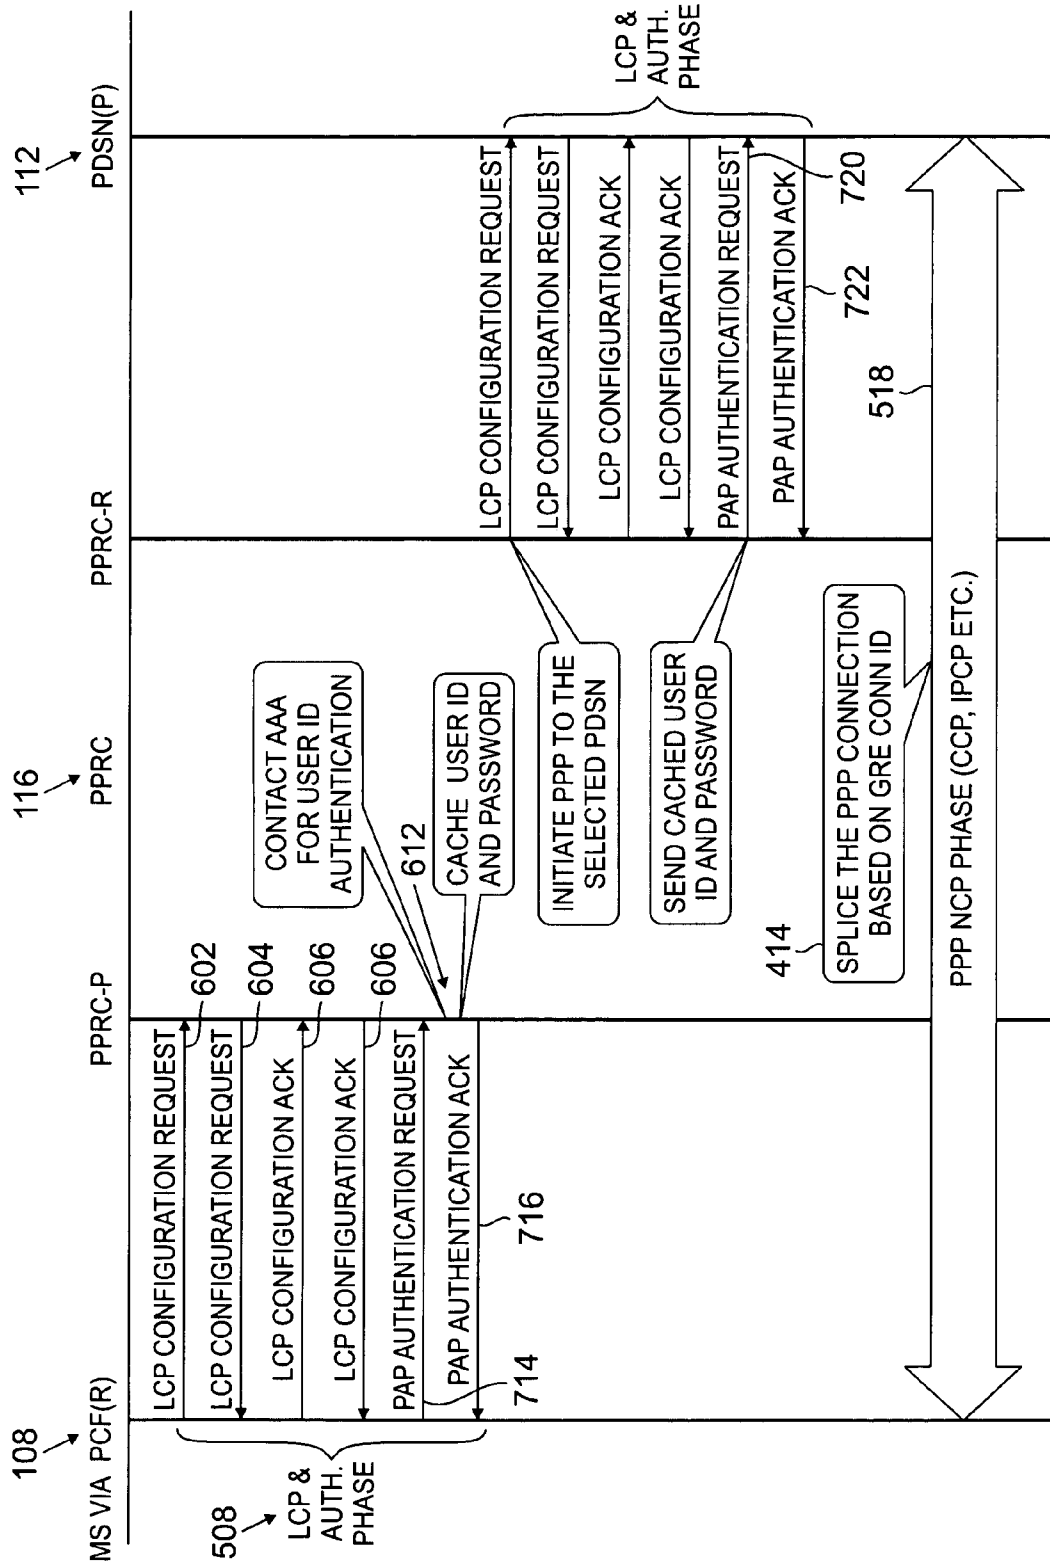 108
MS VIA PCF(R)
PPRC-P
116
PPRC
PPRC-R
112
PDSN(P)
508
LCP &
AUTH.
PHASE
LCP CONFIGURATION REQUEST
602
LCP CONFIGURATION REQUEST
604
LCP CONFIGURATION ACK
606
LCP CONFIGURATION ACK
606
PAP AUTHENTICATION REQUEST
714
PAP AUTHENTICATION ACK
716
CONTACT AAA
FOR USER ID
AUTHENTICATION
612
CACHE USER ID
AND PASSWORD
INITIATE PPP TO THE
SELECTED PDSN
SEND CACHED USER
ID AND PASSWORD
LCP CONFIGURATION REQUEST
LCP CONFIGURATION REQUEST
LCP CONFIGURATION ACK
LCP CONFIGURATION ACK
PAP AUTHENTICATION REQUEST
720
PAP AUTHENTICATION ACK
722
LCP &
AUTH.
PHASE
414
SPLICE THE PPP CONNECTION
BASED ON GRE CONN ID
518
PPP NCP PHASE (CCP, IPCP ETC.)